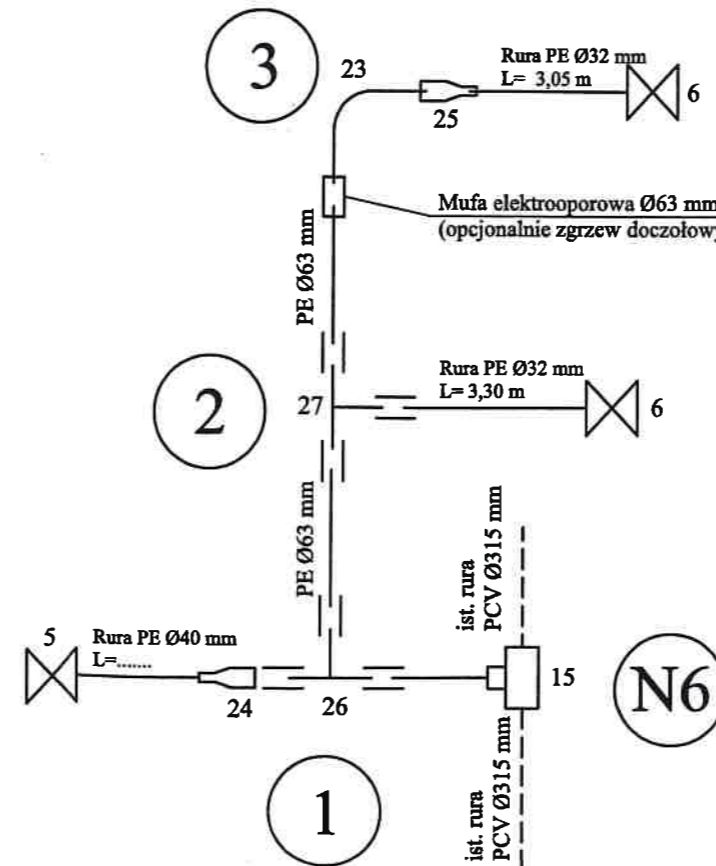 3
23
Rura PE Ø32 mm
L= 3,05 m
6
25
Mufa elektrooporowa Ø63 mm
(opcjonalnie zgrzew doczołowy
PE Ø63 mm
2
27
Rura PE Ø32 mm
L= 3,30 m
6
PE Ø63 mm
ist. rura
PCV Ø315 mm
5
Rura PE Ø40 mm
L=.......
24
26
15
N6
1
ist. rura
PCV Ø315 mm